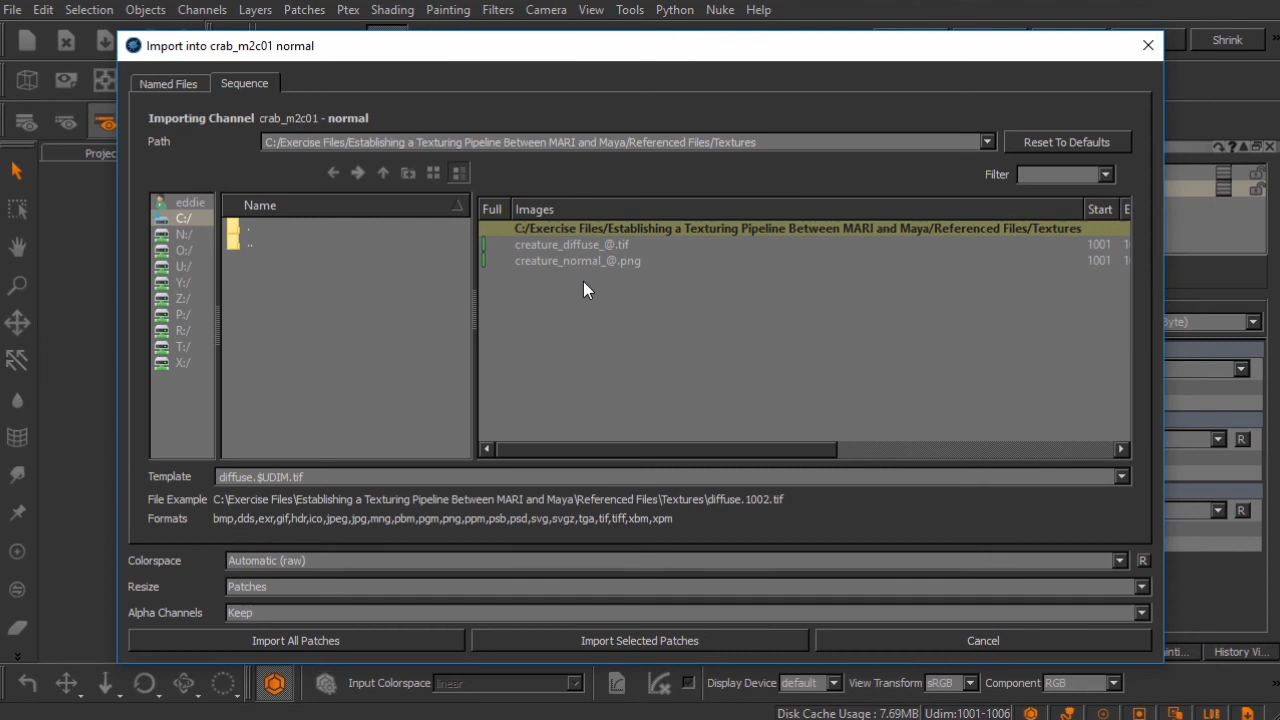 File Edit Selection Objects Channels Layers Patches Ptex Shading Painting Filters Camera View Tools Python Nuke Help
Import into crab_m2c01 normal
Shrink
Named Files Sequence
Importing Channel crab_m2c01 - normal
Path C:/Exercise Files/Establishing a Texturing Pipeline Between MARI and Maya/Referenced Files/Textures Reset To Defaults
Projec
Filter
eddie
C:/
N:/
O:/
U:/
Y:/
Z:/
P:/
R:/
T:/
X:/
Name
.
..
Full Images Start E
C:/Exercise Files/Establishing a Texturing Pipeline Between MARI and Maya/Referenced Files/Textures
creature_diffuse_@.tif 1001 1
creature_normal_@.png 1001 1
yte)
R
R
Template diffuse.$UDIM.tif
File Example C:\Exercise Files\Establishing a Texturing Pipeline Between MARI and Maya\Referenced Files\Textures\diffuse.1002.tif
Formats bmp,dds,exr,gif,hdr,ico,jpeg,jpg,mng,pbm,pgm,png,ppm,psb,psd,svg,svgz,tga,tif,tiff,xbm,xpm
Colorspace Automatic (raw) R
Resize Patches
Alpha Channels Keep
Import All Patches Import Selected Patches Cancel
inti... History Vi...
Input Colorspace linear Display Device default View Transform sRGB Component RGB
Disk Cache Usage : 7.69MB Udim:1001-1006